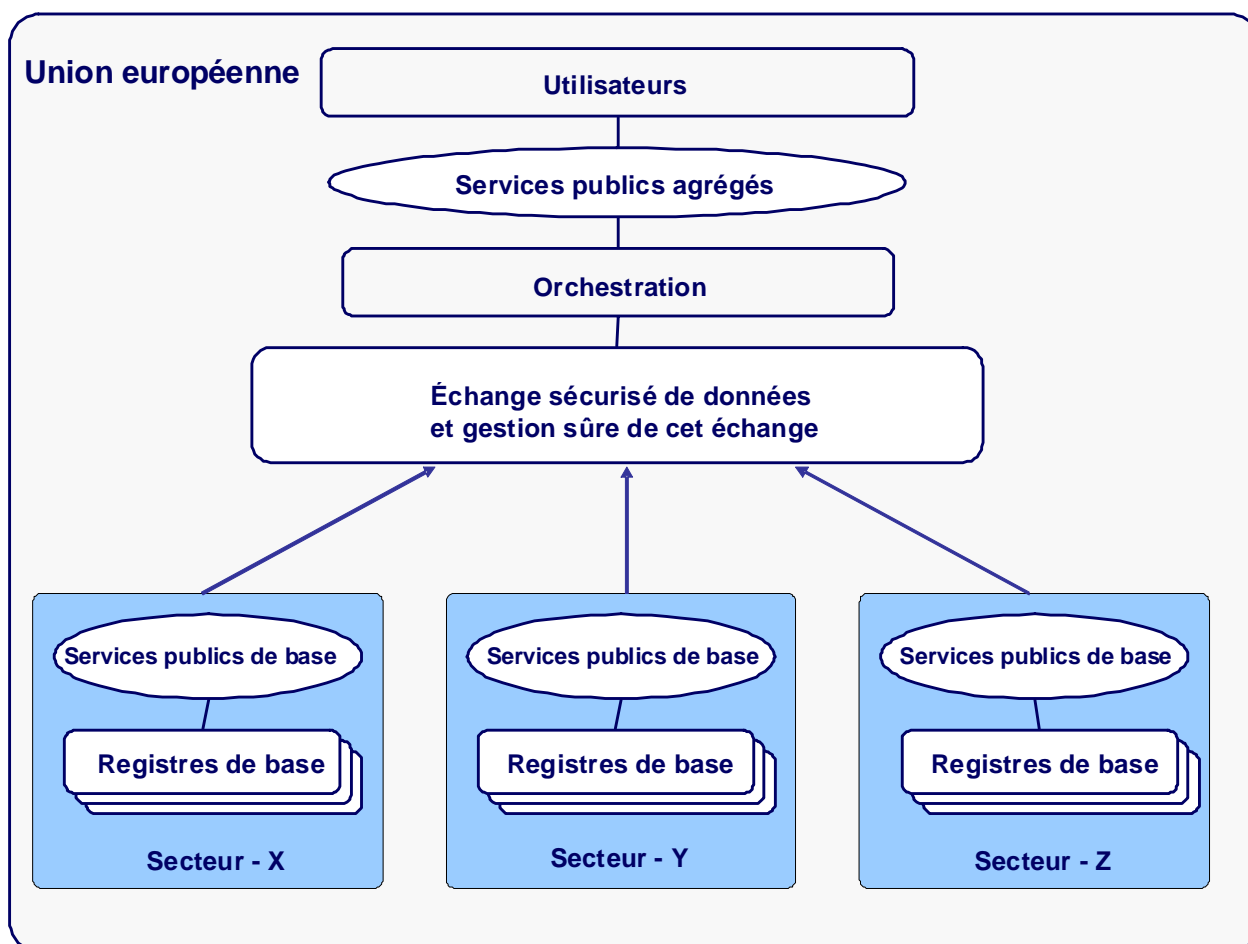 Union européenne
Utilisateurs
Services publics agrégés
Orchestration
Échange sécurisé de données
et gestion sûre de cet échange
Services publics de base
Services publics de base
Services publics de base
Registres de base
Registres de base
Registres de base
Secteur - X
Secteur - Y
Secteur - Z